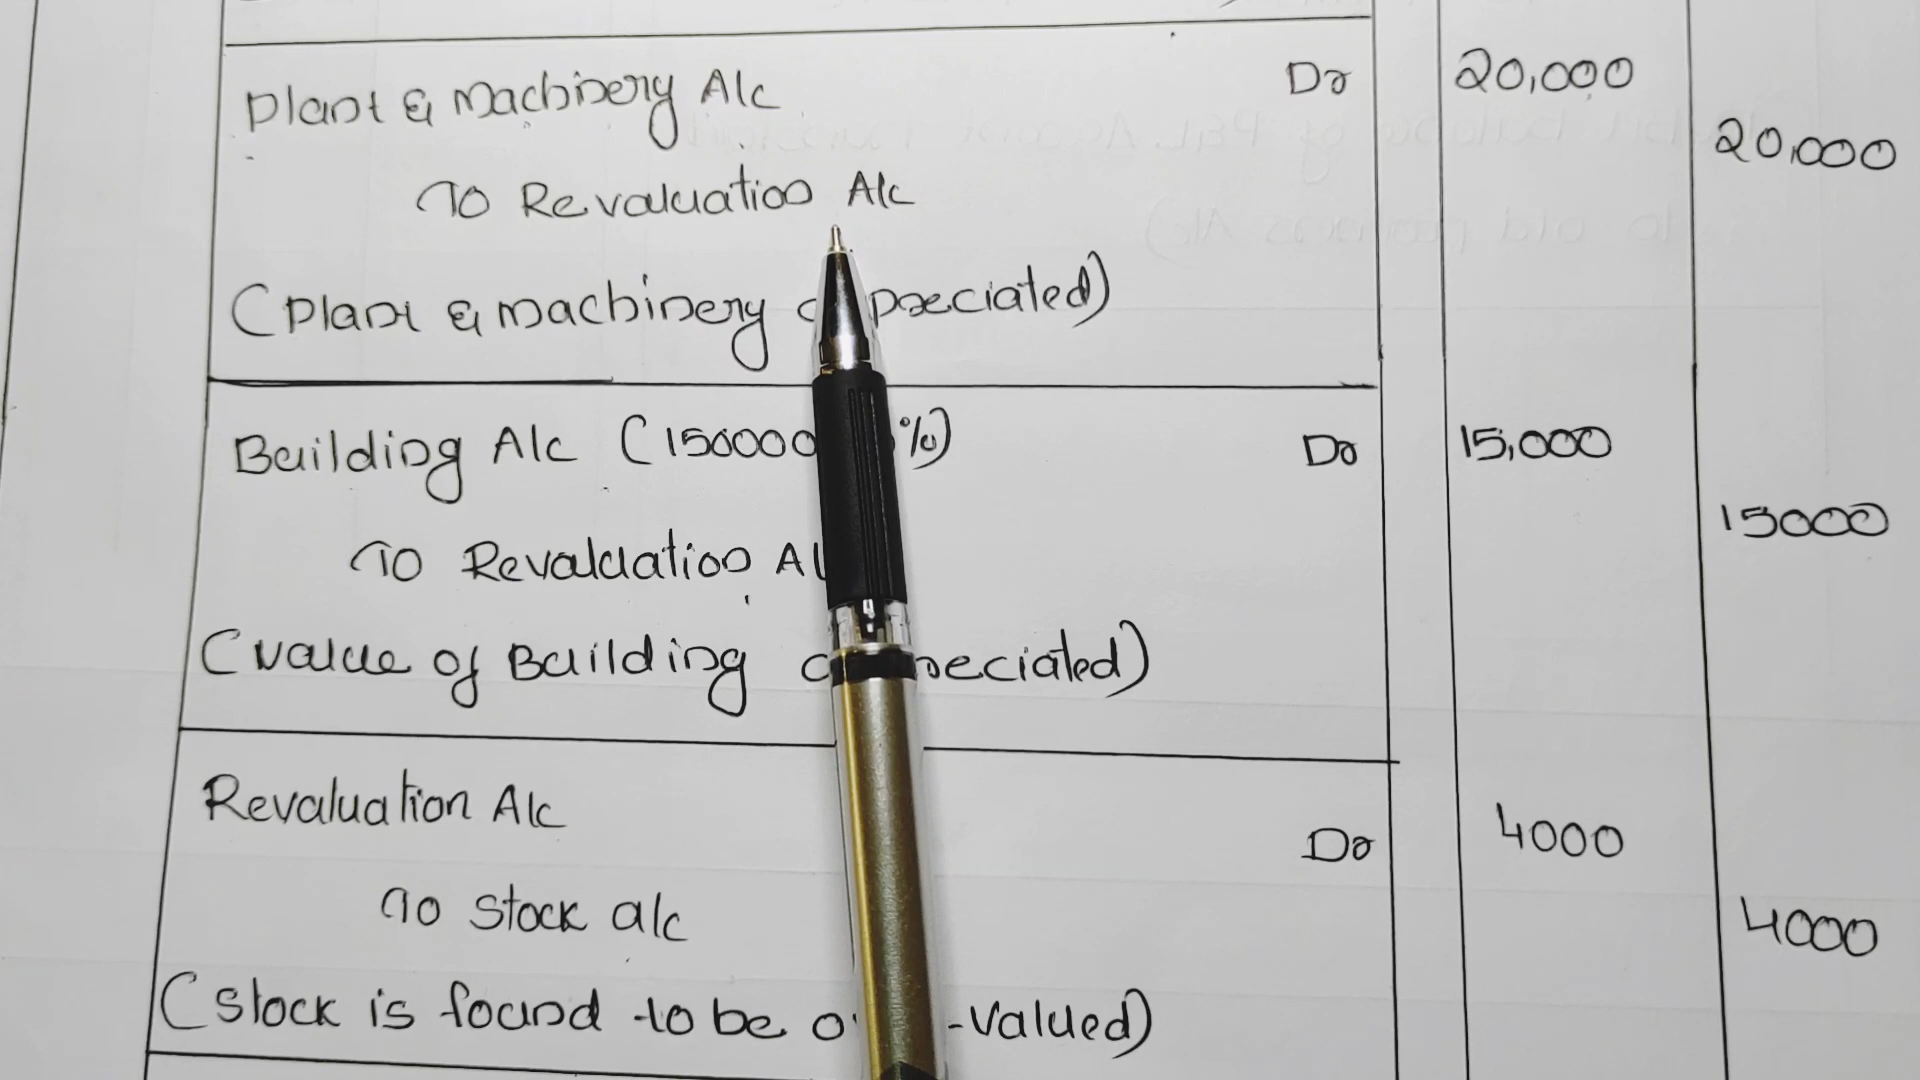 Plant & Machinery A/c Dr 20,000
To Revaluation A/c 20,000
(Plant & machinery appreciated)
Building A/c (150000 %) Dr 15,000
To Revaluation A/c 15000
(value of Building appreciated)
Revaluation A/c Dr 4000
To Stock a/c 4000
(Stock is found to be -valued)